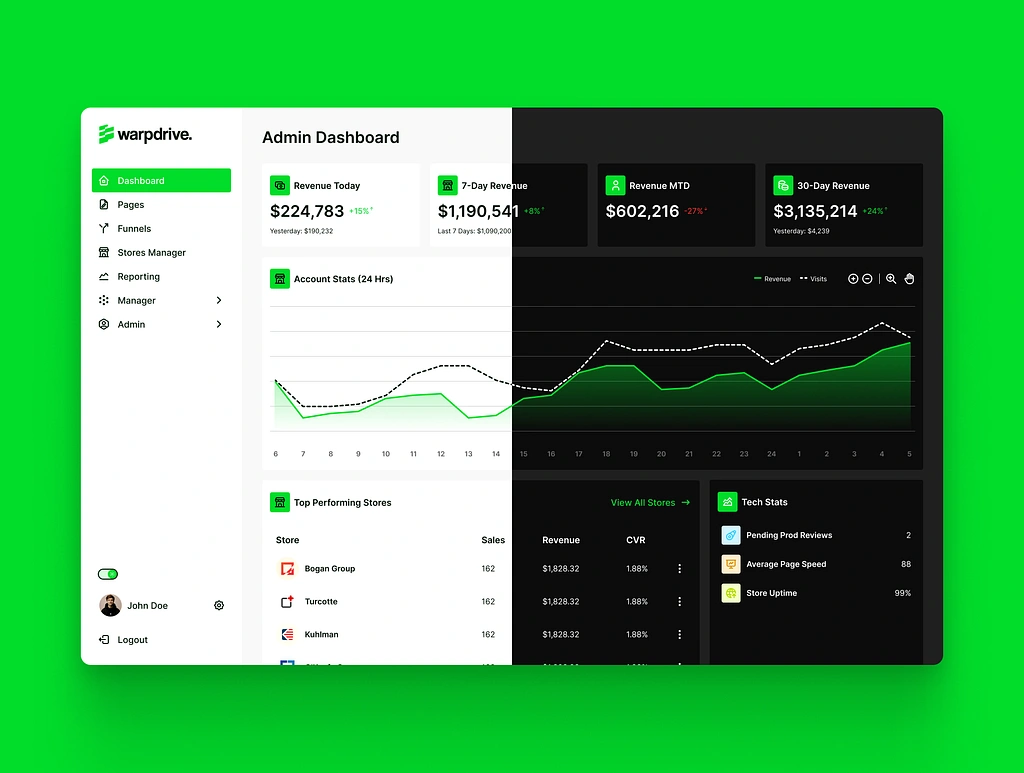 warpdrive.
Dashboard
Pages
Funnels
Stores Manager
Reporting
Manager
Admin
John Doe
Logout
Admin Dashboard
Revenue Today
$224,783 +15%
Yesterday: $190,232
7-Day Revenue
$1,190,541 +8%
Last 7 Days: $1,090,200
Revenue MTD
$602,216 -27%
30-Day Revenue
$3,135,214 +24%
Yesterday: $4,239
Account Stats (24 Hrs)
Revenue Visits
6 7 8 9 10 11 12 13 14 15 16 17 18 19 20 21 22 23 24 1 2 3 4 5
Top Performing Stores
View All Stores →
Store Sales Revenue CVR
Bogan Group 162 $1,828.32 1.88%
Turcotte 162 $1,828.32 1.88%
Kuhlman 162 $1,828.32 1.88%
Tech Stats
Pending Prod Reviews 2
Average Page Speed 88
Store Uptime 99%